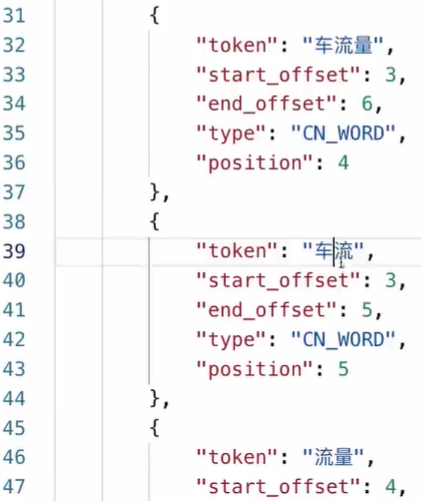 31 {
32 "token": "车流量",
33 "start_offset": 3,
34 "end_offset": 6,
35 "type": "CN_WORD",
36 "position": 4
37 },
38 {
39 "token": "车流",
40 "start_offset": 3,
41 "end_offset": 5,
42 "type": "CN_WORD",
43 "position": 5
44 },
45 {
46 "token": "流量",
47 "start_offset": 4,